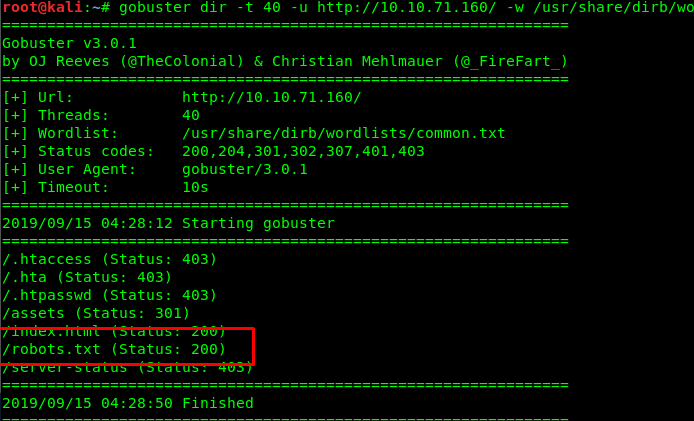 root@kali:~# gobuster dir -t 40 -u http://10.10.71.160/ -w /usr/share/dirb/wo
===============================================================
Gobuster v3.0.1
by OJ Reeves (@TheColonial) & Christian Mehlmauer (@_FireFart_)
===============================================================
[+] Url:            http://10.10.71.160/
[+] Threads:        40
[+] Wordlist:       /usr/share/dirb/wordlists/common.txt
[+] Status codes:   200,204,301,302,307,401,403
[+] User Agent:     gobuster/3.0.1
[+] Timeout:        10s
===============================================================
2019/09/15 04:28:12 Starting gobuster
===============================================================
/.htaccess (Status: 403)
/.hta (Status: 403)
/.htpasswd (Status: 403)
/assets (Status: 301)
/index.html (Status: 200)
/robots.txt (Status: 200)
/server-status (Status: 403)
===============================================================
2019/09/15 04:28:50 Finished
===============================================================